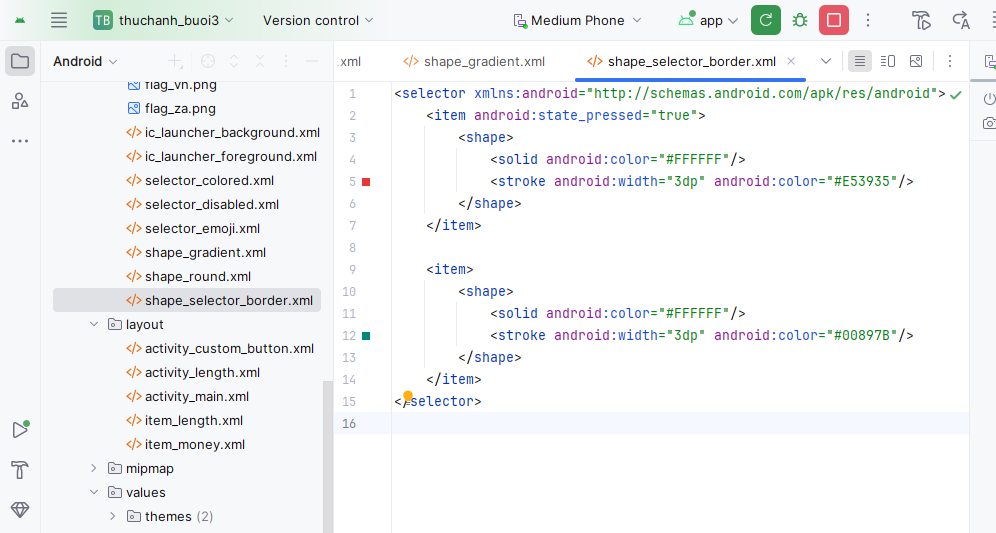 TB thuchanh_buoi3 Version control Medium Phone app
Android
.xml shape_gradient.xml shape_selector_border.xml
flag_vn.png
flag_za.png
ic_launcher_background.xml
ic_launcher_foreground.xml
selector_colored.xml
selector_disabled.xml
selector_emoji.xml
shape_gradient.xml
shape_round.xml
shape_selector_border.xml
layout
activity_custom_button.xml
activity_length.xml
activity_main.xml
item_length.xml
item_money.xml
mipmap
values
themes (2)
1 <selector xmlns:android="http://schemas.android.com/apk/res/android">
2 <item android:state_pressed="true">
3 <shape>
4 <solid android:color="#FFFFFF"/>
5 <stroke android:width="3dp" android:color="#E53935"/>
6 </shape>
7 </item>
8
9 <item>
10 <shape>
11 <solid android:color="#FFFFFF"/>
12 <stroke android:width="3dp" android:color="#00897B"/>
13 </shape>
14 </item>
15 </selector>
16